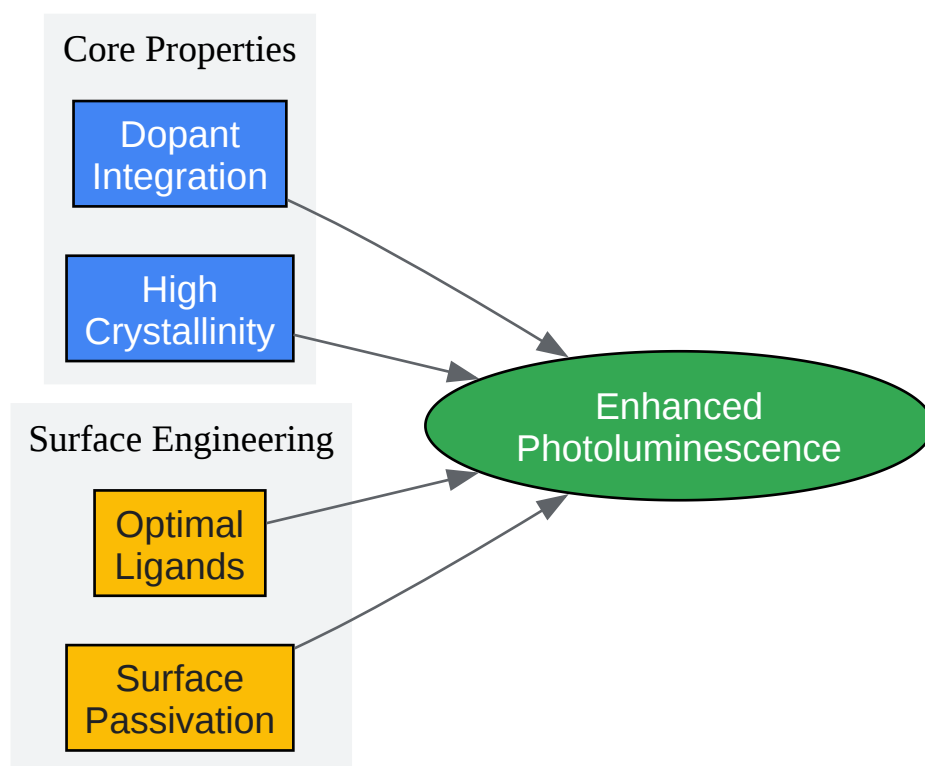 Core Properties
Dopant
Integration
High
Crystallinity
Enhanced
Photoluminescence
Surface Engineering
Optimal
Ligands
Surface
Passivation